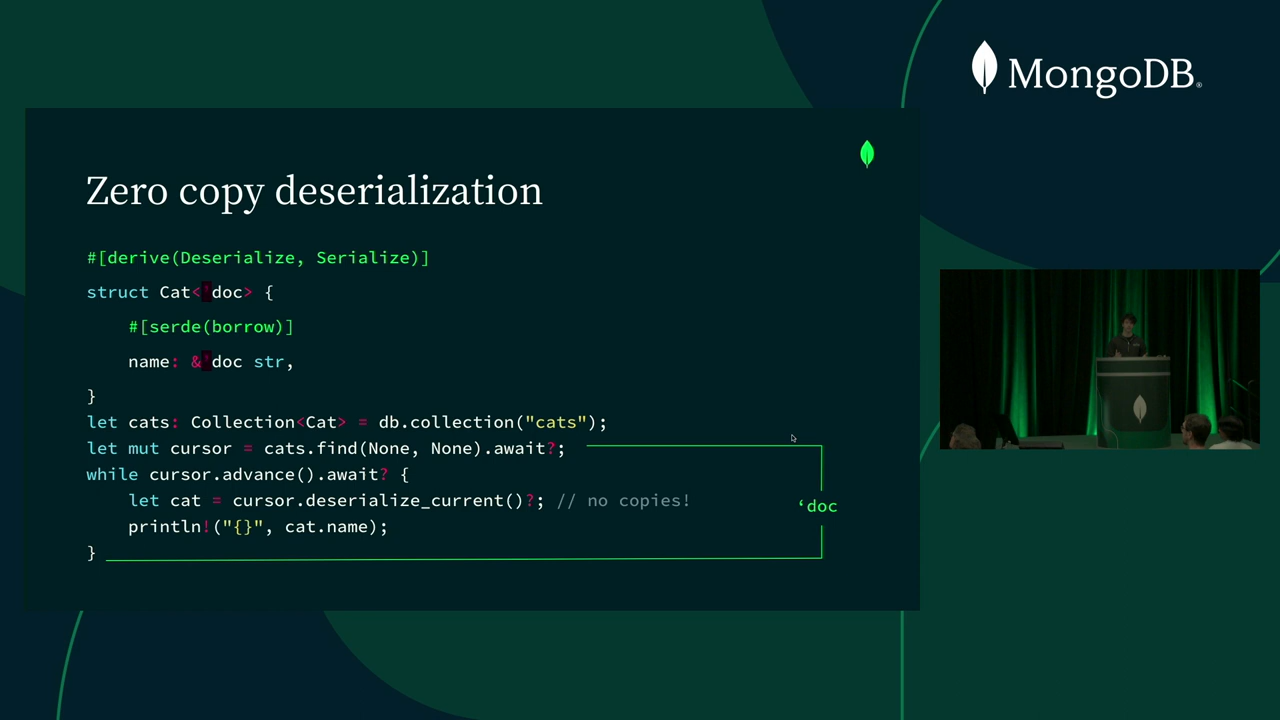 MongoDB®
Zero copy deserialization
#[derive(Deserialize, Serialize)]
struct Cat<'doc> {
    #[serde(borrow)]
    name: &'doc str,
}
let cats: Collection<Cat> = db.collection("cats");
let mut cursor = cats.find(None, None).await?;
while cursor.advance().await? {
    let cat = cursor.deserialize_current()?; // no copies!
    println!("{}", cat.name);
}
‘doc